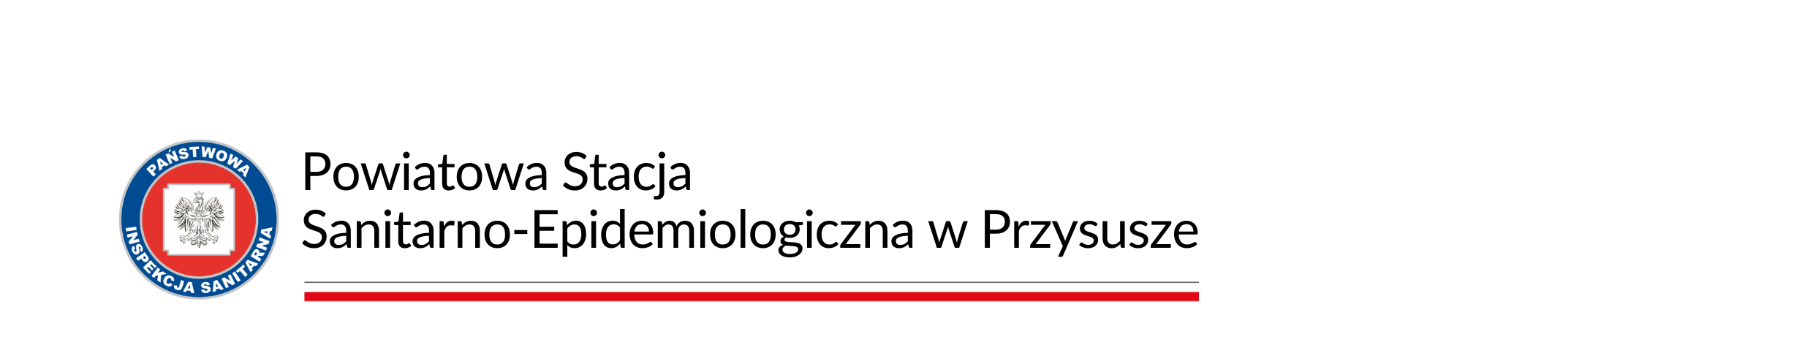 PAŃSTWOWA
INSPEKCJA SANITARNA
Powiatowa Stacja
Sanitarno-Epidemiologiczna w Przysusze